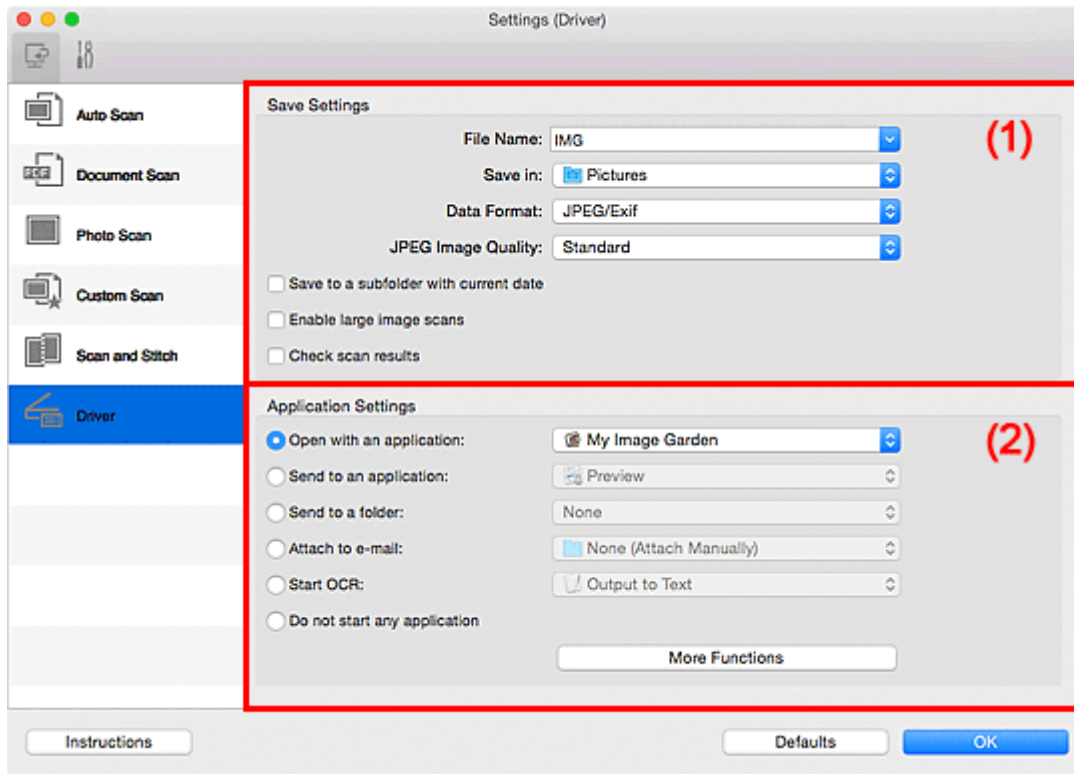 Settings (Driver)
Auto Scan
Document Scan
Photo Scan
Custom Scan
Scan and Stitch
Driver
Save Settings
(1)
File Name: IMG
Save in: Pictures
Data Format: JPEG/Exif
JPEG Image Quality: Standard
Save to a subfolder with current date
Enable large image scans
Check scan results
Application Settings
(2)
Open with an application: My Image Garden
Send to an application: Preview
Send to a folder: None
Attach to e-mail: None (Attach Manually)
Start OCR: Output to Text
Do not start any application
More Functions
Instructions
Defaults
OK